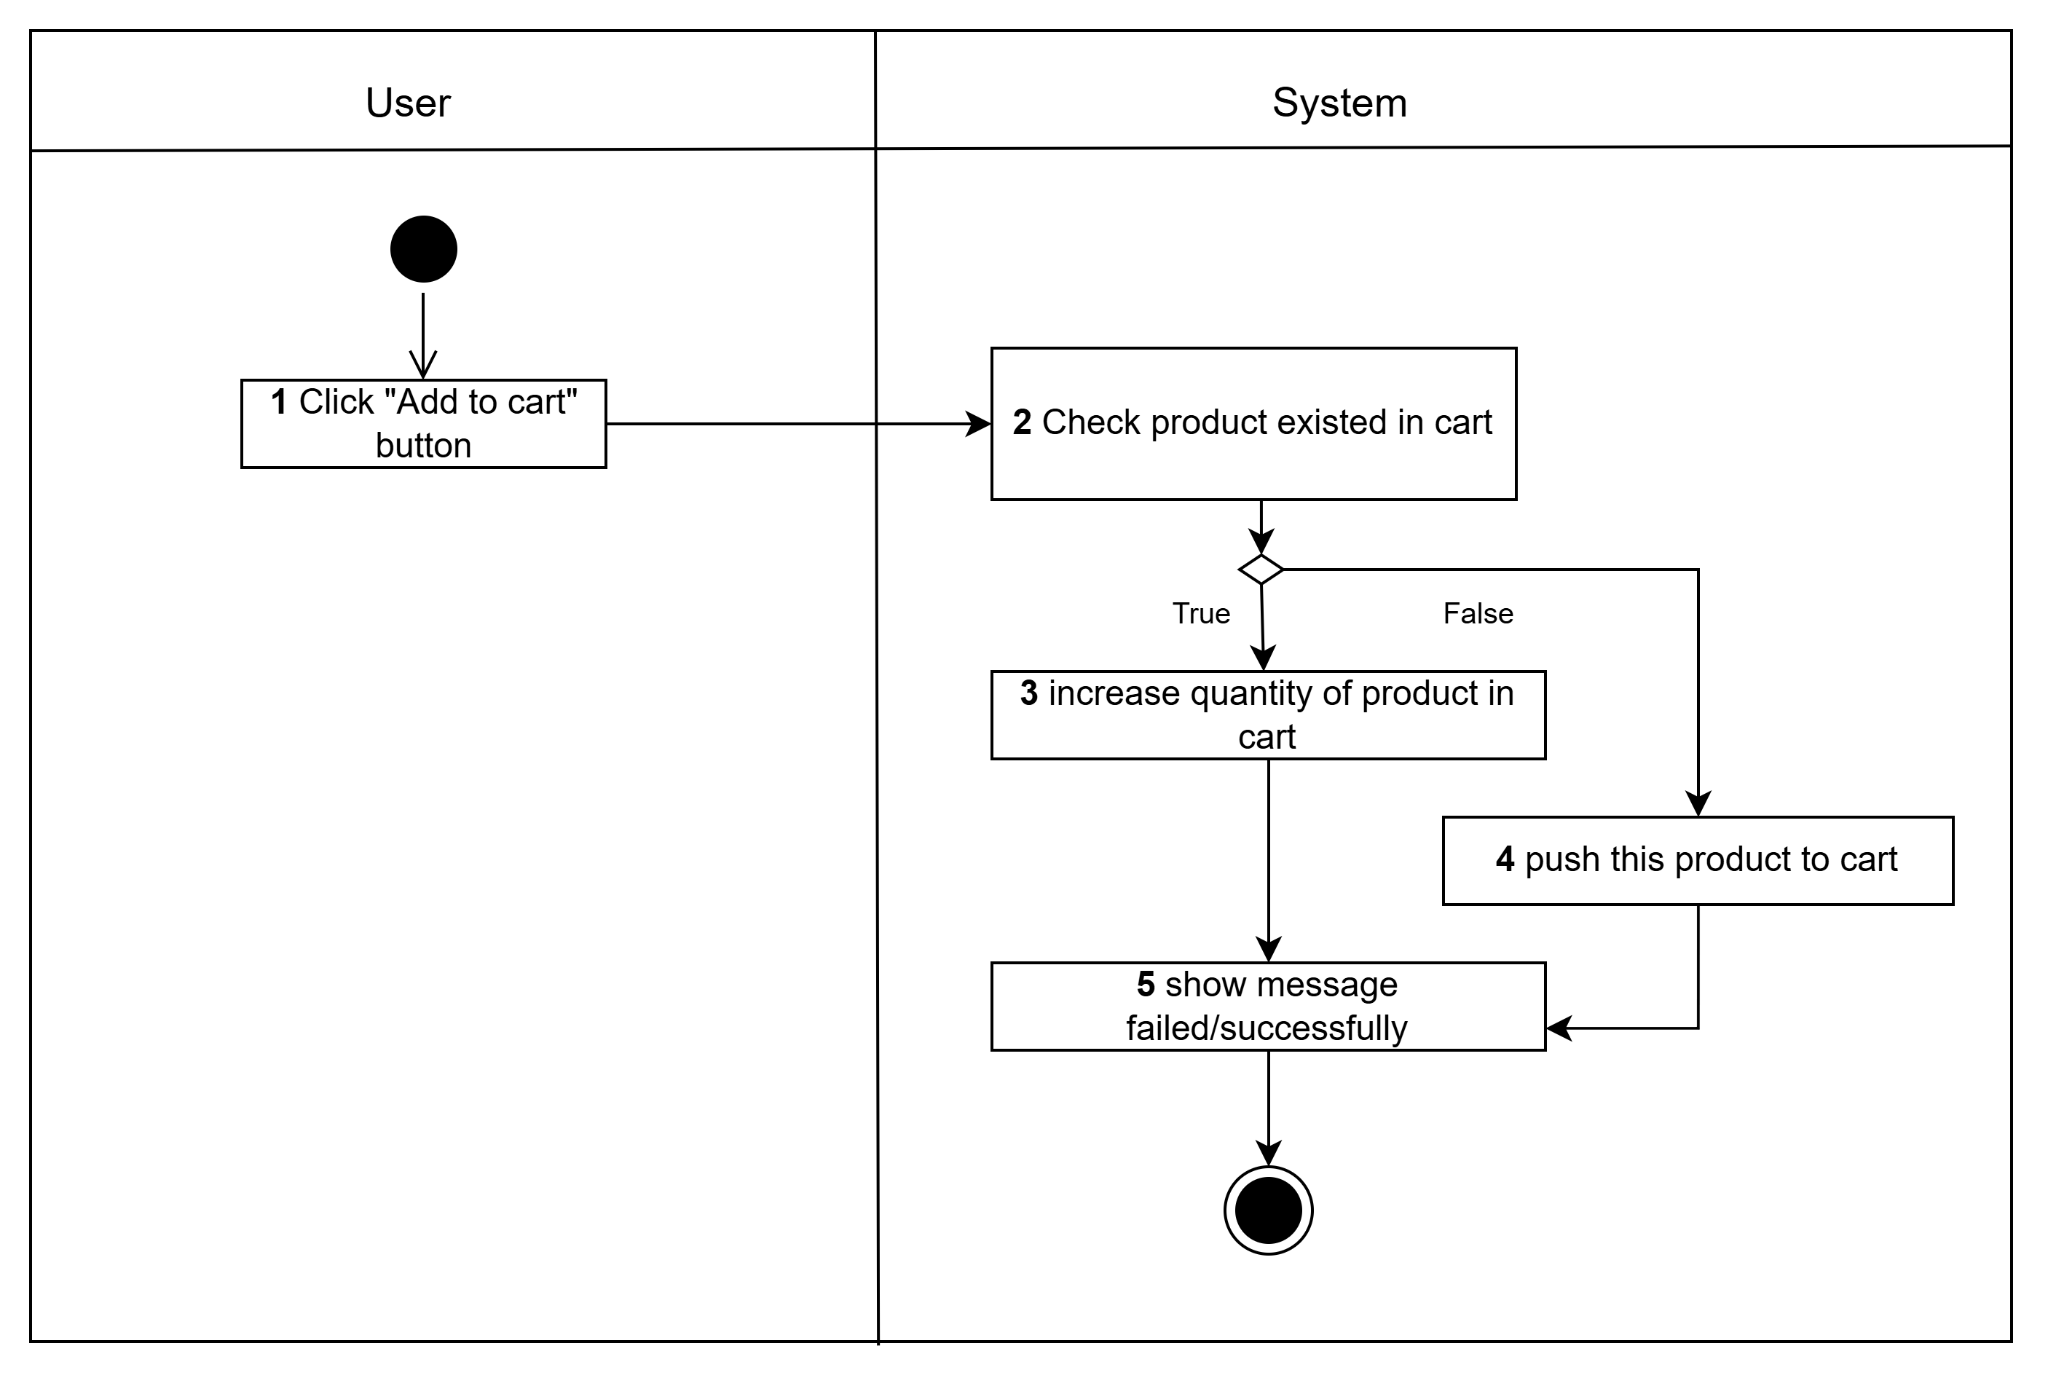 User
System
1 Click "Add to cart"
button
2 Check product existed in cart
True
False
3 increase quantity of product in
cart
4 push this product to cart
5 show message
failed/successfully